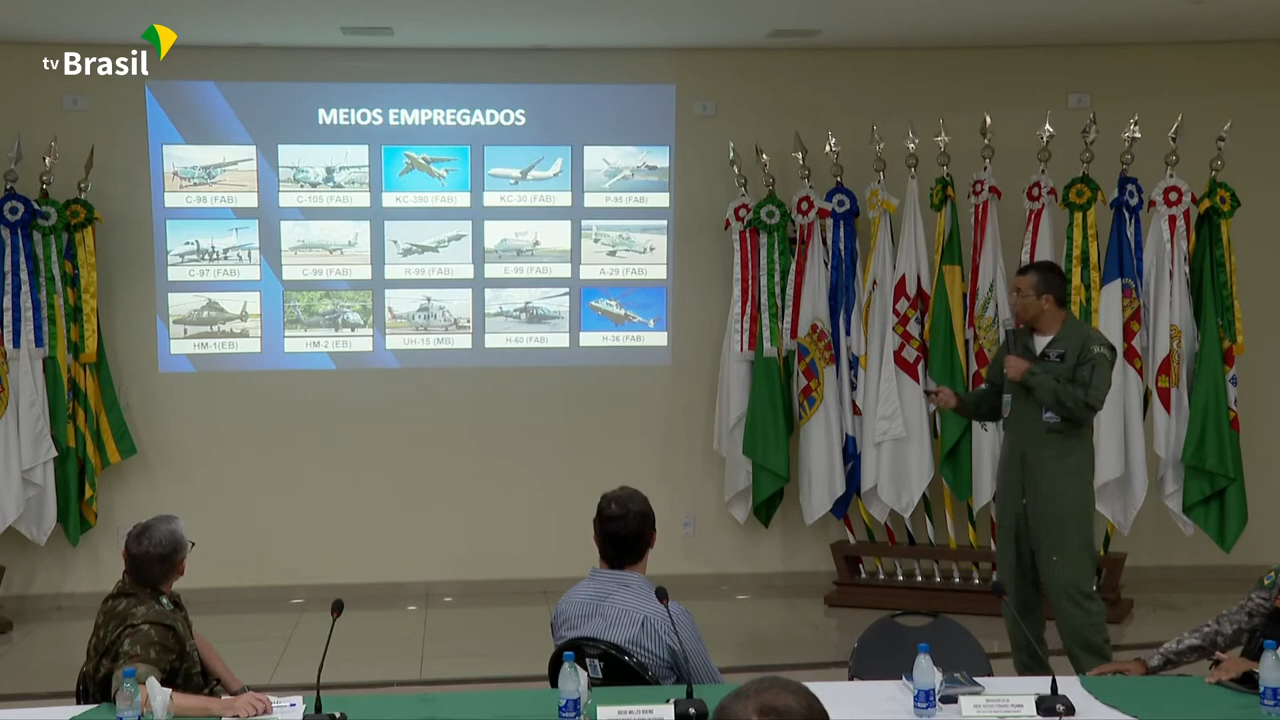 tv Brasil
MEIOS EMPREGADOS
C-98 (FAB)
C-105 (FAB)
KC-390 (FAB)
KC-30 (FAB)
P-95 (FAB)
C-97 (FAB)
C-99 (FAB)
R-99 (FAB)
E-99 (FAB)
A-29 (FAB)
HM-1(EB)
HM-2 (EB)
UH-15 (MB)
H-60 (FAB)
H-36 (FAB)